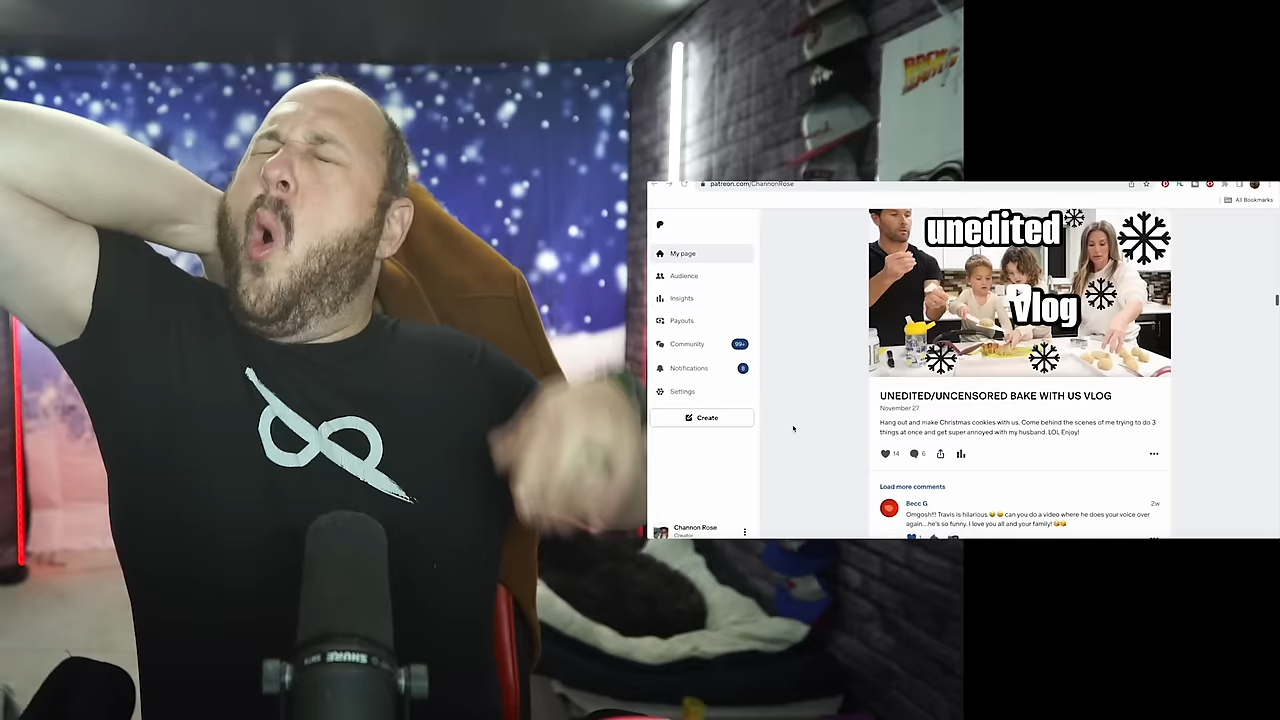 BACK
patreon.com/ChannonRose
All Bookmarks
My page
Audience
Insights
Payouts
Community
99+
Notifications
8
Settings
Create
Channon Rose
Creator
unedited
Vlog
UNEDITED/UNCENSORED BAKE WITH US VLOG
November 27
Hang out and make Christmas cookies with us. Come behind the scenes of me trying to do 3
things at once and get super annoyed with my husband. LOL Enjoy!
14
6
Load more comments
Becc G
2w
Omgosh!!! Travis is hilarious 😂😂 can you do a video where he does your voice over
again...he's so funny. I love you all and your family! 😘😘
SHURE